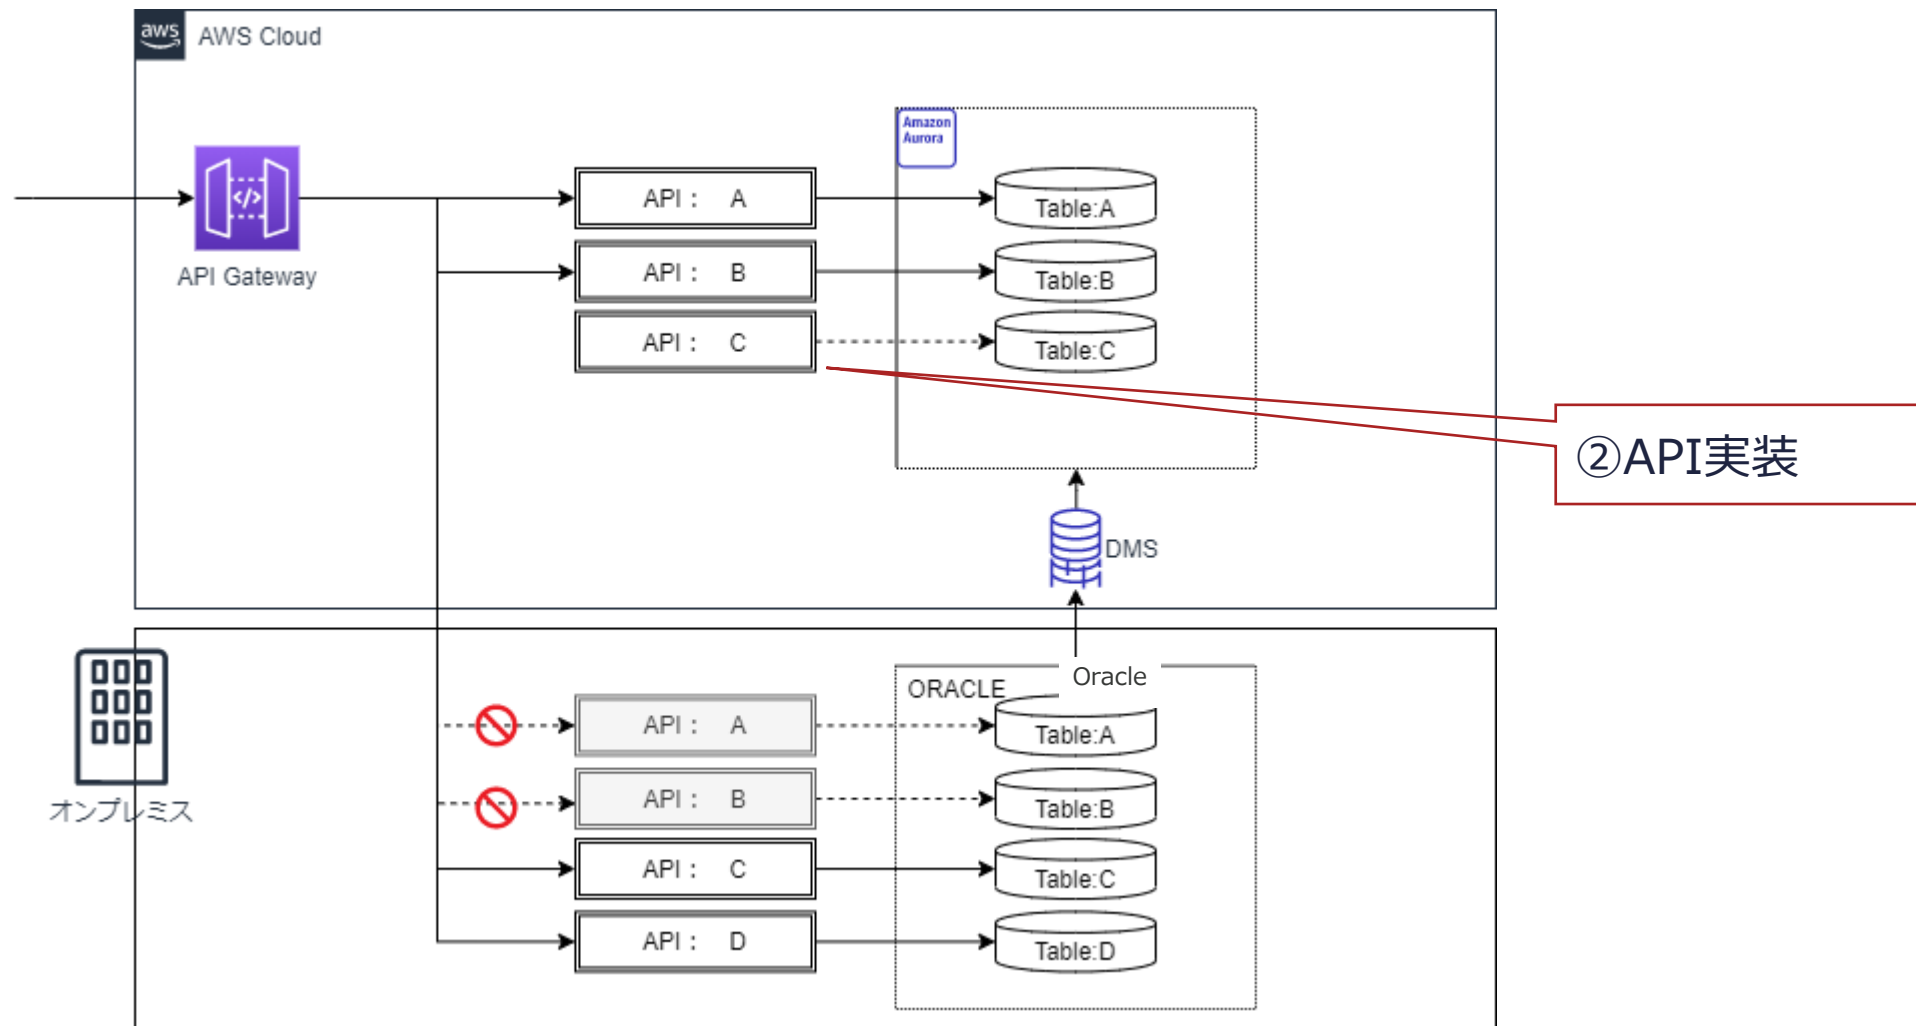 aws
AWS Cloud
Amazon
Aurora
API： A
Table:A
API Gateway
API： B
Table:B
API： C
Table:C
②API実装
DMS
オンプレミス
ORACLE
Oracle
API： A
Table:A
API： B
Table:B
API： C
Table:C
API： D
Table:D